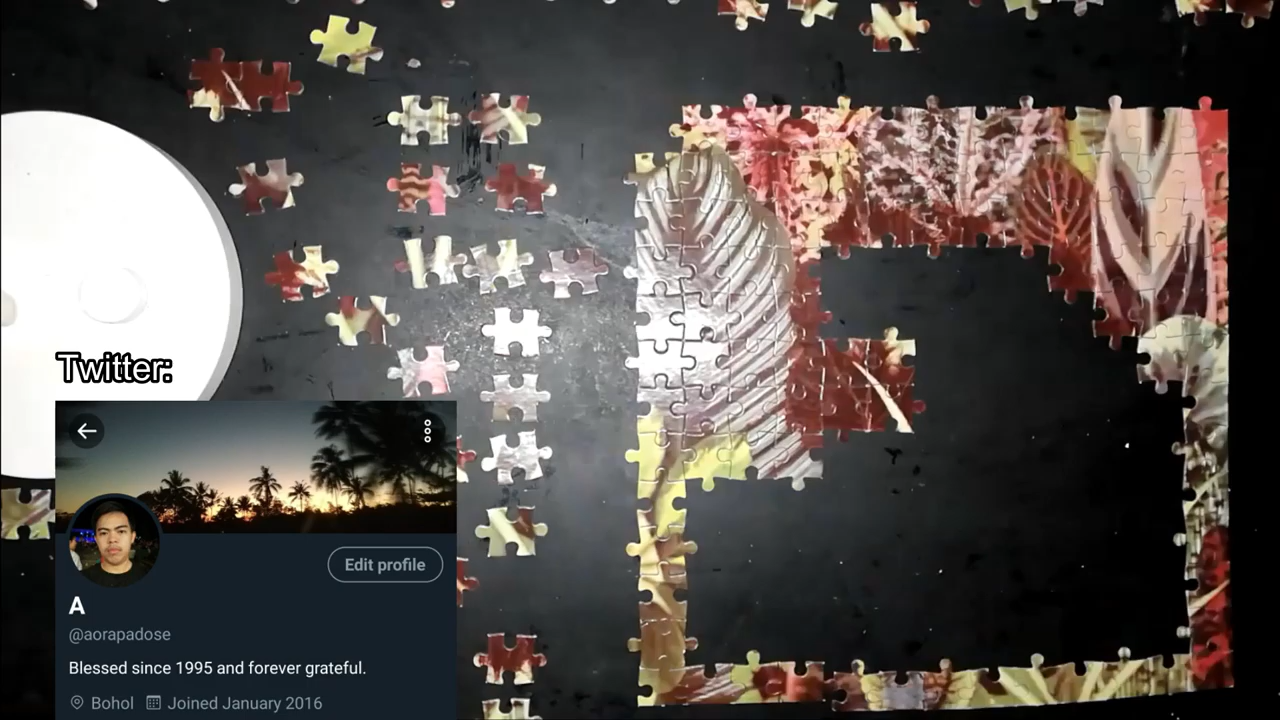 Twitter:
Edit profile
A
@aorapadose
Blessed since 1995 and forever grateful.
Bohol Joined January 2016